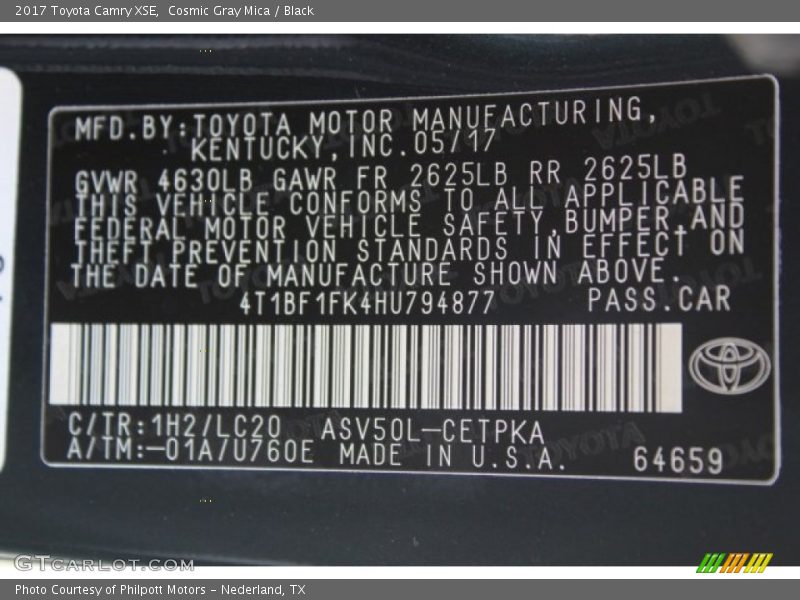 2017 Toyota Camry XSE,  Cosmic Gray Mica / Black
MFD.BY:TOYOTA MOTOR MANUFACTURING,
KENTUCKY,INC.05/17
GVWR 4630LB GAWR FR 2625LB RR 2625LB
THIS VEHICLE CONFORMS TO ALL APPLICABLE
FEDERAL MOTOR VEHICLE SAFETY,BUMPER,AND
THEFT PREVENTION STANDARDS IN EFFECT ON
THE DATE OF MANUFACTURE SHOWN ABOVE.
4T1BF1FK4HU794877 PASS.CAR
C/TR:1H2/LC20 ASV50L-CETPKA
A/TM:-01A/U760E MADE IN U.S.A. 64659
GTCARLOT.COM
Photo Courtesy of Philpott Motors - Nederland, TX